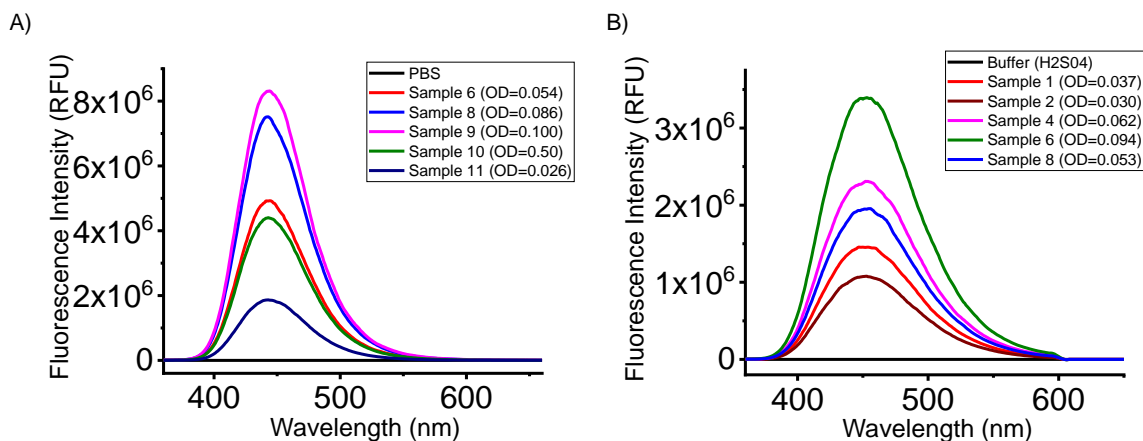 A)
Fluorescence Intensity (RFU)
8x10⁶
6x10⁶
4x10⁶
2x10⁶
0
400
500
600
Wavelength (nm)
PBS
Sample 6 (OD=0.054)
Sample 8 (OD=0.086)
Sample 9 (OD=0.100)
Sample 10 (OD=0.50)
Sample 11 (OD=0.026)
B)
Fluorescence Intensity (RFU)
3x10⁶
2x10⁶
1x10⁶
0
400
500
600
Wavelength (nm)
Buffer (H2S04)
Sample 1 (OD=0.037)
Sample 2 (OD=0.030)
Sample 4 (OD=0.062)
Sample 6 (OD=0.094)
Sample 8 (OD=0.053)